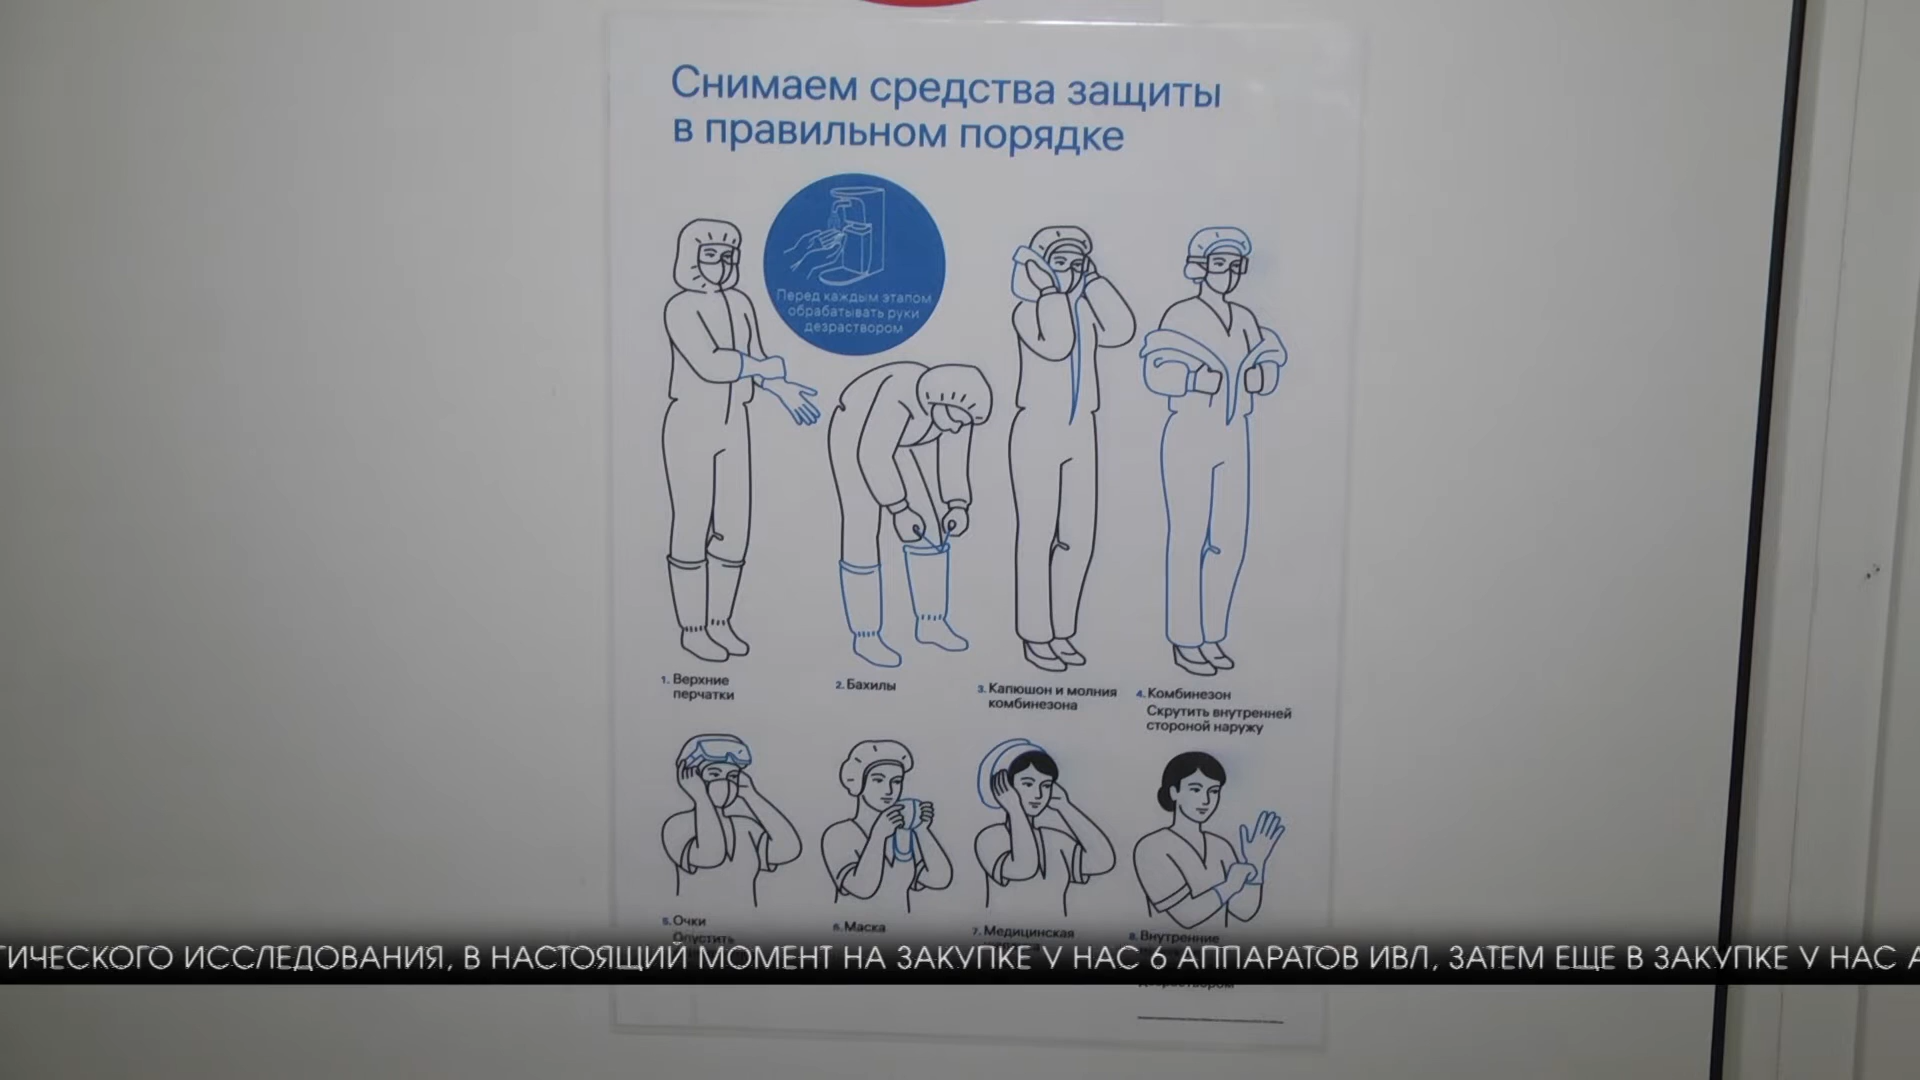 Снимаем средства защиты
в правильном порядке
Перед каждым этапом
обрабатывать руки
дезраствором
1. Верхние
перчатки
2. Бахилы
3. Капюшон и молния
комбинезона
4. Комбинезон
Скрутить внутренней
стороной наружу
5. Очки
Опустить
6. Маска
7. Медицинская
8. Внутренние
ТИЧЕСКОГО ИССЛЕДОВАНИЯ, В НАСТОЯЩИЙ МОМЕНТ НА ЗАКУПКЕ У НАС 6 АППАРАТОВ ИВЛ, ЗАТЕМ ЕЩЕ В ЗАКУПКЕ У НАС А